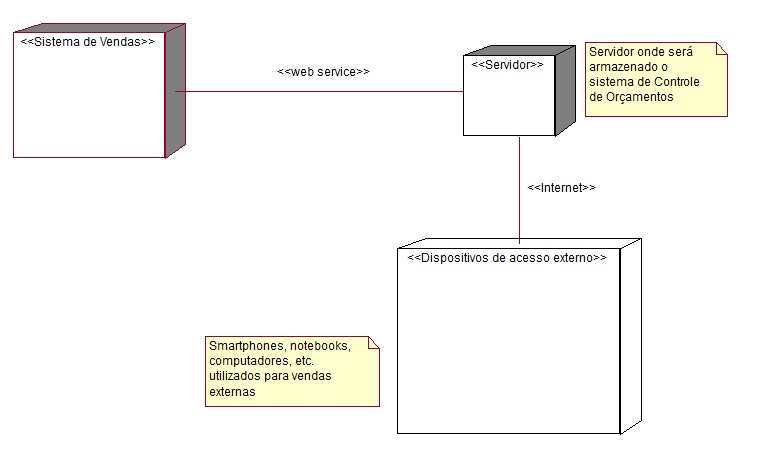 <<Sistema de Vendas>>
<<web service>>
<<Servidor>>
Servidor onde será
armazenado o
sistema de Controle
de Orçamentos
<<Internet>>
<<Dispositivos de acesso externo>>
Smartphones, notebooks,
computadores, etc.
utilizados para vendas
externas